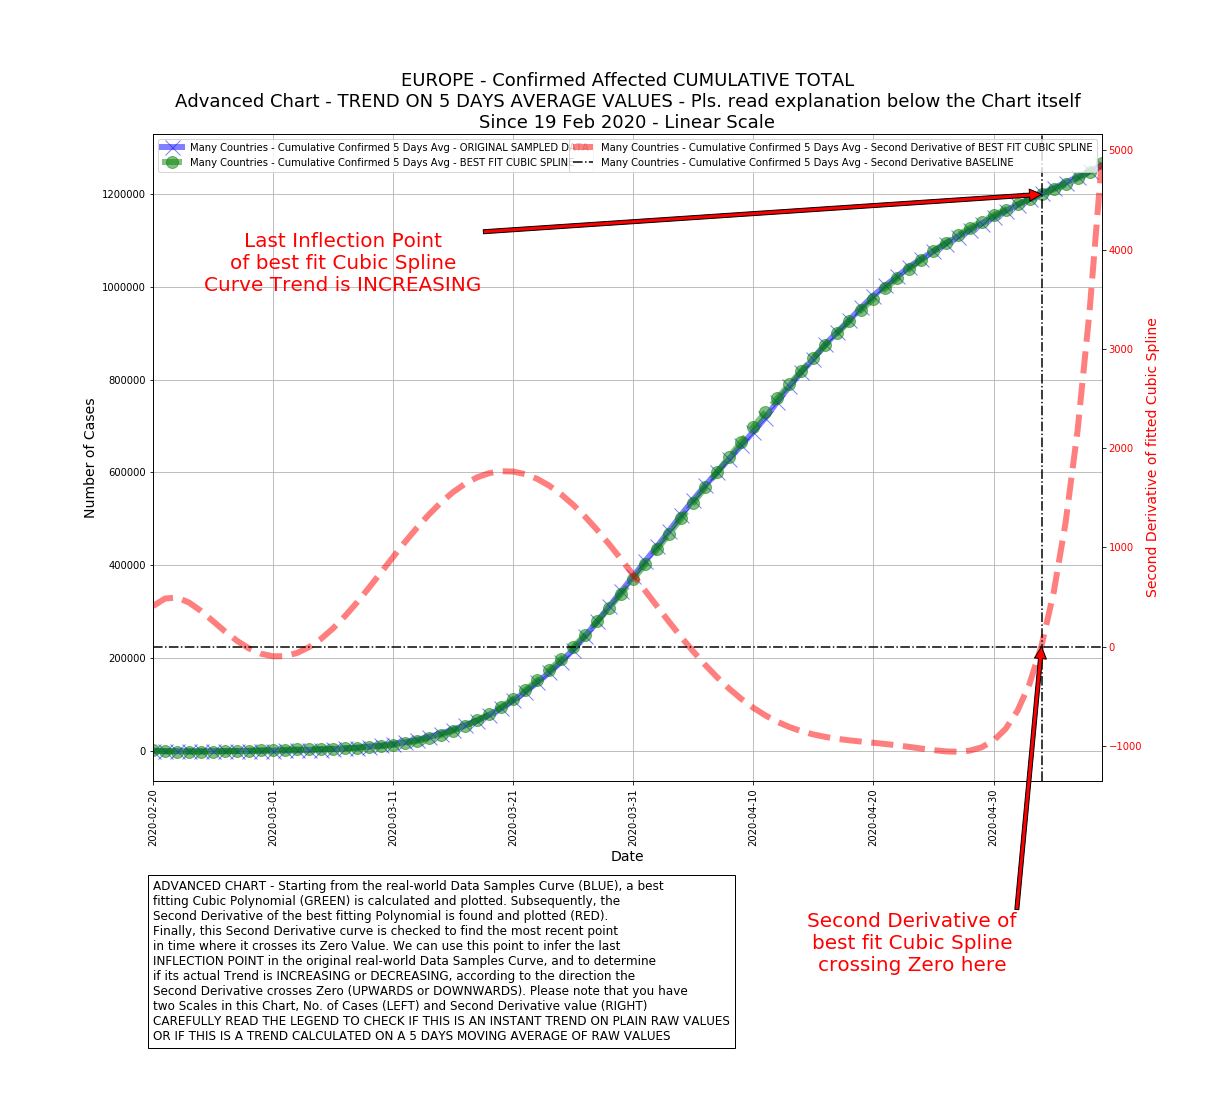 EUROPE - Confirmed Affected CUMULATIVE TOTAL
Advanced Chart - TREND ON 5 DAYS AVERAGE VALUES - Pls. read explanation below the Chart itself
Since 19 Feb 2020 - Linear Scale
Many Countries - Cumulative Confirmed 5 Days Avg - ORIGINAL SAMPLED DATA
Many Countries - Cumulative Confirmed 5 Days Avg - BEST FIT CUBIC SPLIN
Many Countries - Cumulative Confirmed 5 Days Avg - Second Derivative of BEST FIT CUBIC SPLINE
Many Countries - Cumulative Confirmed 5 Days Avg - Second Derivative BASELINE
Last Inflection Point
of best fit Cubic Spline
Curve Trend is INCREASING
Number of Cases
1200000
1000000
800000
600000
400000
200000
0
5000
4000
3000
2000
1000
0
−1000
Second Derivative of fitted Cubic Spline
2020-02-20
2020-03-01
2020-03-11
2020-03-21
2020-03-31
2020-04-10
2020-04-20
2020-04-30
Date
ADVANCED CHART - Starting from the real-world Data Samples Curve (BLUE), a best
fitting Cubic Polynomial (GREEN) is calculated and plotted. Subsequently, the
Second Derivative of the best fitting Polynomial is found and plotted (RED).
Finally, this Second Derivative curve is checked to find the most recent point
in time where it crosses its Zero Value. We can use this point to infer the last
INFLECTION POINT in the original real-world Data Samples Curve, and to determine
if its actual Trend is INCREASING or DECREASING, according to the direction the
Second Derivative crosses Zero (UPWARDS or DOWNWARDS). Please note that you have
two Scales in this Chart, No. of Cases (LEFT) and Second Derivative value (RIGHT)
CAREFULLY READ THE LEGEND TO CHECK IF THIS IS AN INSTANT TREND ON PLAIN RAW VALUES
OR IF THIS IS A TREND CALCULATED ON A 5 DAYS MOVING AVERAGE OF RAW VALUES
Second Derivative of
best fit Cubic Spline
crossing Zero here